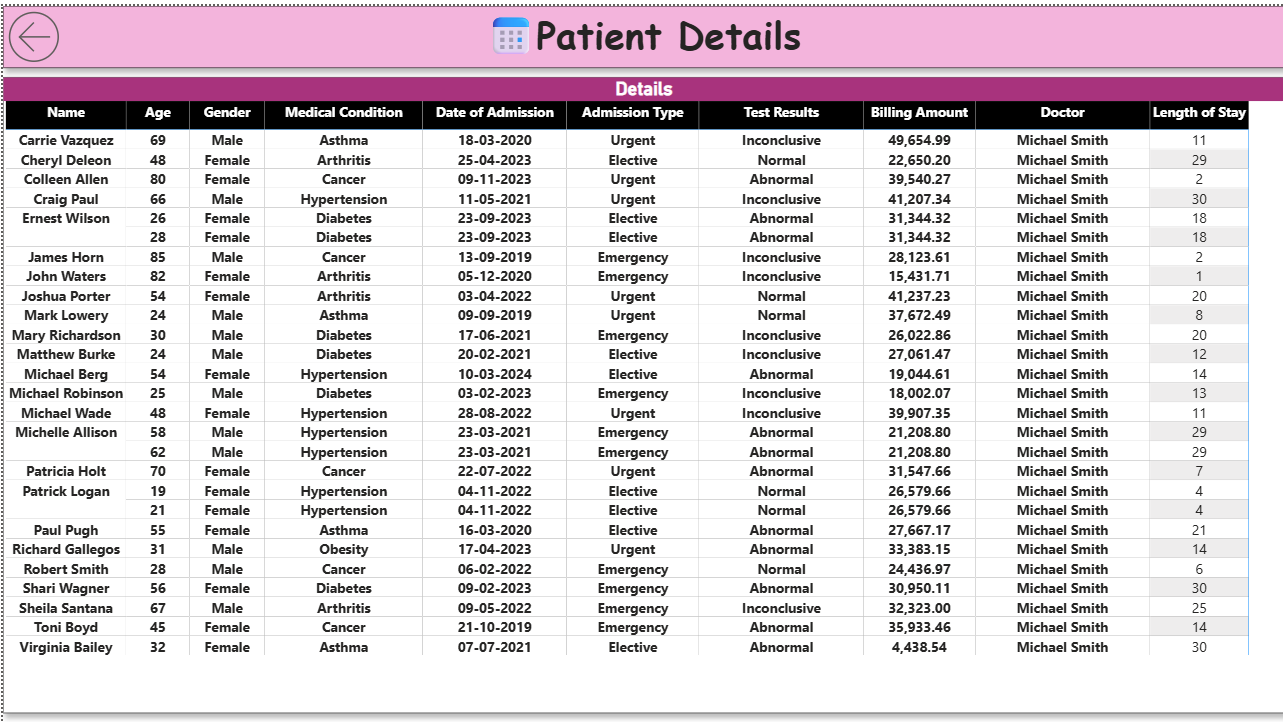 Patient Details
Details
Name Age Gender Medical Condition Date of Admission Admission Type Test Results Billing Amount Doctor Length of Stay
Carrie Vazquez 69 Male Asthma 18-03-2020 Urgent Inconclusive 49,654.99 Michael Smith 11
Cheryl Deleon 48 Female Arthritis 25-04-2023 Elective Normal 22,650.20 Michael Smith 29
Colleen Allen 80 Female Cancer 09-11-2023 Urgent Abnormal 39,540.27 Michael Smith 2
Craig Paul 66 Male Hypertension 11-05-2021 Urgent Inconclusive 41,207.34 Michael Smith 30
Ernest Wilson 26 Female Diabetes 23-09-2023 Elective Abnormal 31,344.32 Michael Smith 18
28 Female Diabetes 23-09-2023 Elective Abnormal 31,344.32 Michael Smith 18
James Horn 85 Male Cancer 13-09-2019 Emergency Inconclusive 28,123.61 Michael Smith 2
John Waters 82 Female Arthritis 05-12-2020 Emergency Inconclusive 15,431.71 Michael Smith 1
Joshua Porter 54 Female Arthritis 03-04-2022 Urgent Normal 41,237.23 Michael Smith 20
Mark Lowery 24 Male Asthma 09-09-2019 Urgent Normal 37,672.49 Michael Smith 8
Mary Richardson 30 Male Diabetes 17-06-2021 Emergency Inconclusive 26,022.86 Michael Smith 20
Matthew Burke 24 Male Diabetes 20-02-2021 Elective Inconclusive 27,061.47 Michael Smith 12
Michael Berg 54 Female Hypertension 10-03-2024 Elective Abnormal 19,044.61 Michael Smith 14
Michael Robinson 25 Male Diabetes 03-02-2023 Emergency Inconclusive 18,002.07 Michael Smith 13
Michael Wade 48 Female Hypertension 28-08-2022 Urgent Inconclusive 39,907.35 Michael Smith 11
Michelle Allison 58 Male Hypertension 23-03-2021 Emergency Abnormal 21,208.80 Michael Smith 29
62 Male Hypertension 23-03-2021 Emergency Abnormal 21,208.80 Michael Smith 29
Patricia Holt 70 Female Cancer 22-07-2022 Urgent Abnormal 31,547.66 Michael Smith 7
Patrick Logan 19 Female Hypertension 04-11-2022 Elective Normal 26,579.66 Michael Smith 4
21 Female Hypertension 04-11-2022 Elective Normal 26,579.66 Michael Smith 4
Paul Pugh 55 Female Asthma 16-03-2020 Elective Abnormal 27,667.17 Michael Smith 21
Richard Gallegos 31 Male Obesity 17-04-2023 Urgent Abnormal 33,383.15 Michael Smith 14
Robert Smith 28 Male Cancer 06-02-2022 Emergency Normal 24,436.97 Michael Smith 6
Shari Wagner 56 Female Diabetes 09-02-2023 Emergency Abnormal 30,950.11 Michael Smith 30
Sheila Santana 67 Male Arthritis 09-05-2022 Emergency Inconclusive 32,323.00 Michael Smith 25
Toni Boyd 45 Female Cancer 21-10-2019 Emergency Abnormal 35,933.46 Michael Smith 14
Virginia Bailey 32 Female Asthma 07-07-2021 Elective Abnormal 4,438.54 Michael Smith 30